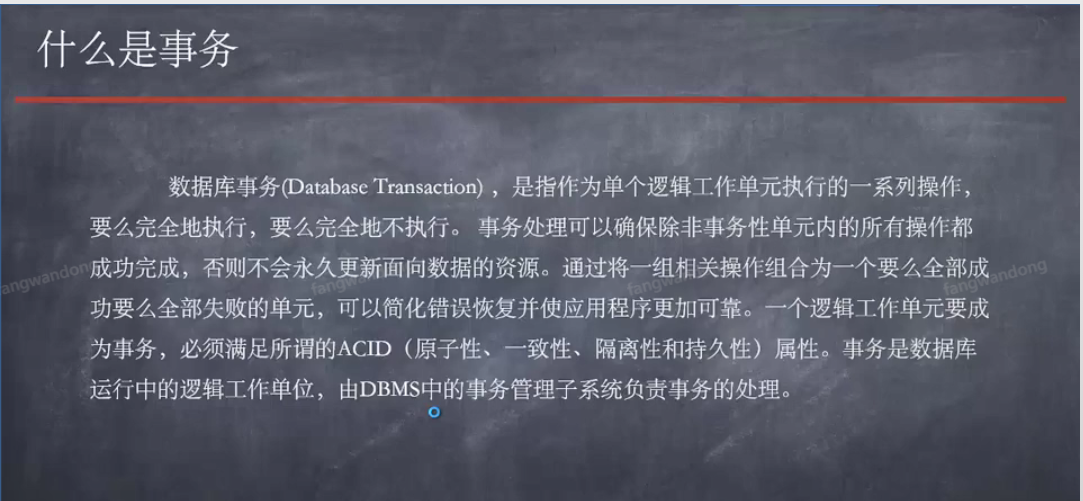 什么是事务
数据库事务(Database Transaction) ，是指作为单个逻辑工作单元执行的一系列操作，
要么完全地执行，要么完全地不执行。 事务处理可以确保除非事务性单元内的所有操作都
成功完成，否则不会永久更新面向数据的资源。通过将一组相关操作组合为一个要么全部成
功要么全部失败的单元，可以简化错误恢复并使应用程序更加可靠。一个逻辑工作单元要成
为事务，必须满足所谓的ACID（原子性、一致性、隔离性和持久性）属性。事务是数据库
运行中的逻辑工作单位，由DBMS中的事务管理子系统负责事务的处理。
angwandong
fangwandong
fangwandong
fangwandong